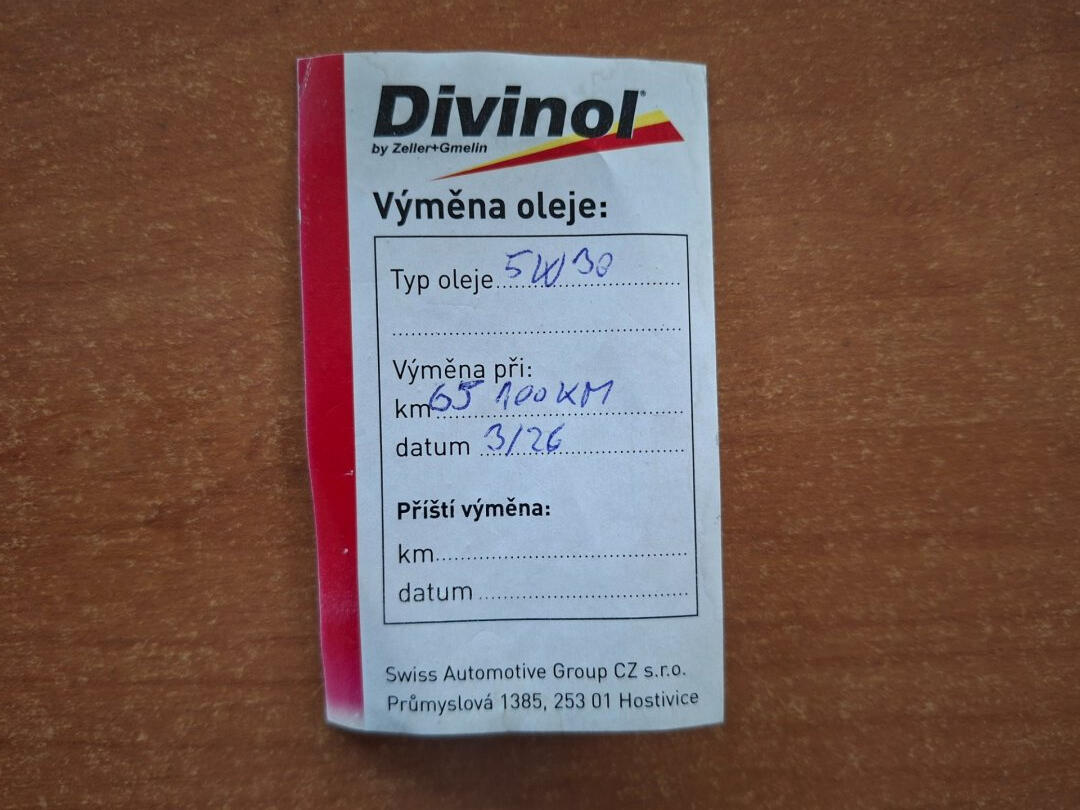 Divinol
by Zeller+Gmelin
Výměna oleje:
Typ oleje 5W30
Výměna při:
km 65 100 KM
datum 3/26
Příští výměna:
km
datum
Swiss Automotive Group CZ s.r.o.
Průmyslová 1385, 253 01 Hostivice